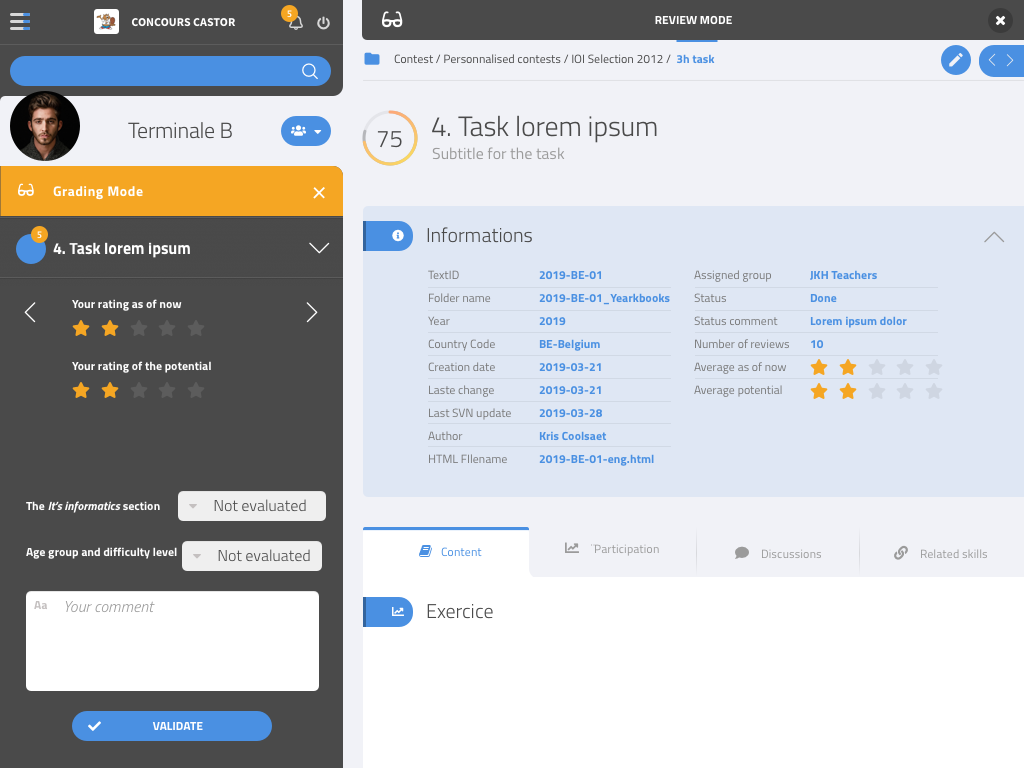 CONCOURS CASTOR
5
REVIEW MODE
Contest / Personnalised contests / IOI Selection 2012 / 3h task
Terminale B
75
4. Task lorem ipsum
Subtitle for the task
Grading Mode
5
4. Task lorem ipsum
Your rating as of now
Your rating of the potential
The It's informatics section
Not evaluated
Age group and difficulty level
Not evaluated
Aa
Your comment
VALIDATE
Informations
TextID 2019-BE-01
Folder name 2019-BE-01_Yearkbooks
Year 2019
Country Code BE-Belgium
Creation date 2019-03-21
Laste change 2019-03-21
Last SVN update 2019-03-28
Author Kris Coolsaet
HTML FIlename 2019-BE-01-eng.html
Assigned group JKH Teachers
Status Done
Status comment Lorem ipsum dolor
Number of reviews 10
Average as of now
Average potential
Content
`Participation
Discussions
Related skills
Exercice